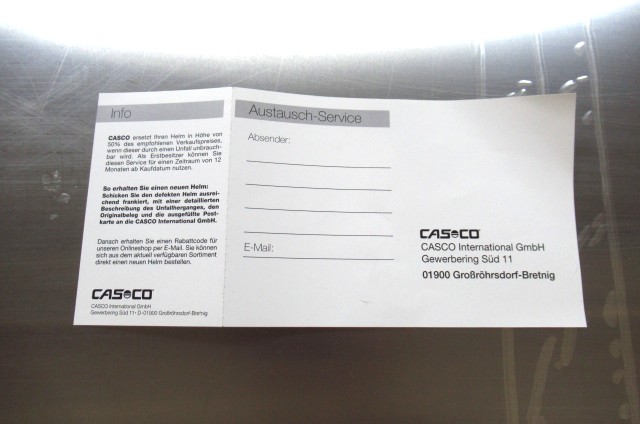 Info
CASCO ersetzt Ihren Helm in Höhe von
50% des empfohlenen Verkaufspreises,
wenn dieser durch einen Unfall unbrauch-
bar wird. Als Erstbesitzer können Sie
diesen Service für einen Zeitraum von 12
Monaten ab Kaufdatum nutzen.
So erhalten Sie einen neuen Helm:
Schicken Sie den defekten Helm ausrei-
chend frankiert, mit einer detaillierten
Beschreibung des Unfallherganges, den
Originalbeleg und die ausgefüllte Post-
karte an die CASCO International GmbH.
Danach erhalten Sie einen Rabattcode für
unseren Onlineshop per E-Mail. Sie können
sich aus dem aktuell verfügbaren Sortiment
direkt einen neuen Helm bestellen.
CASCO
CASCO International GmbH
Gewerbering Süd 11 • D-01900 Großröhrsdorf-Bretnig
Austausch-Service
Absender:
E-Mail:
CASCO
CASCO International GmbH
Gewerbering Süd 11
01900 Großröhrsdorf-Bretnig